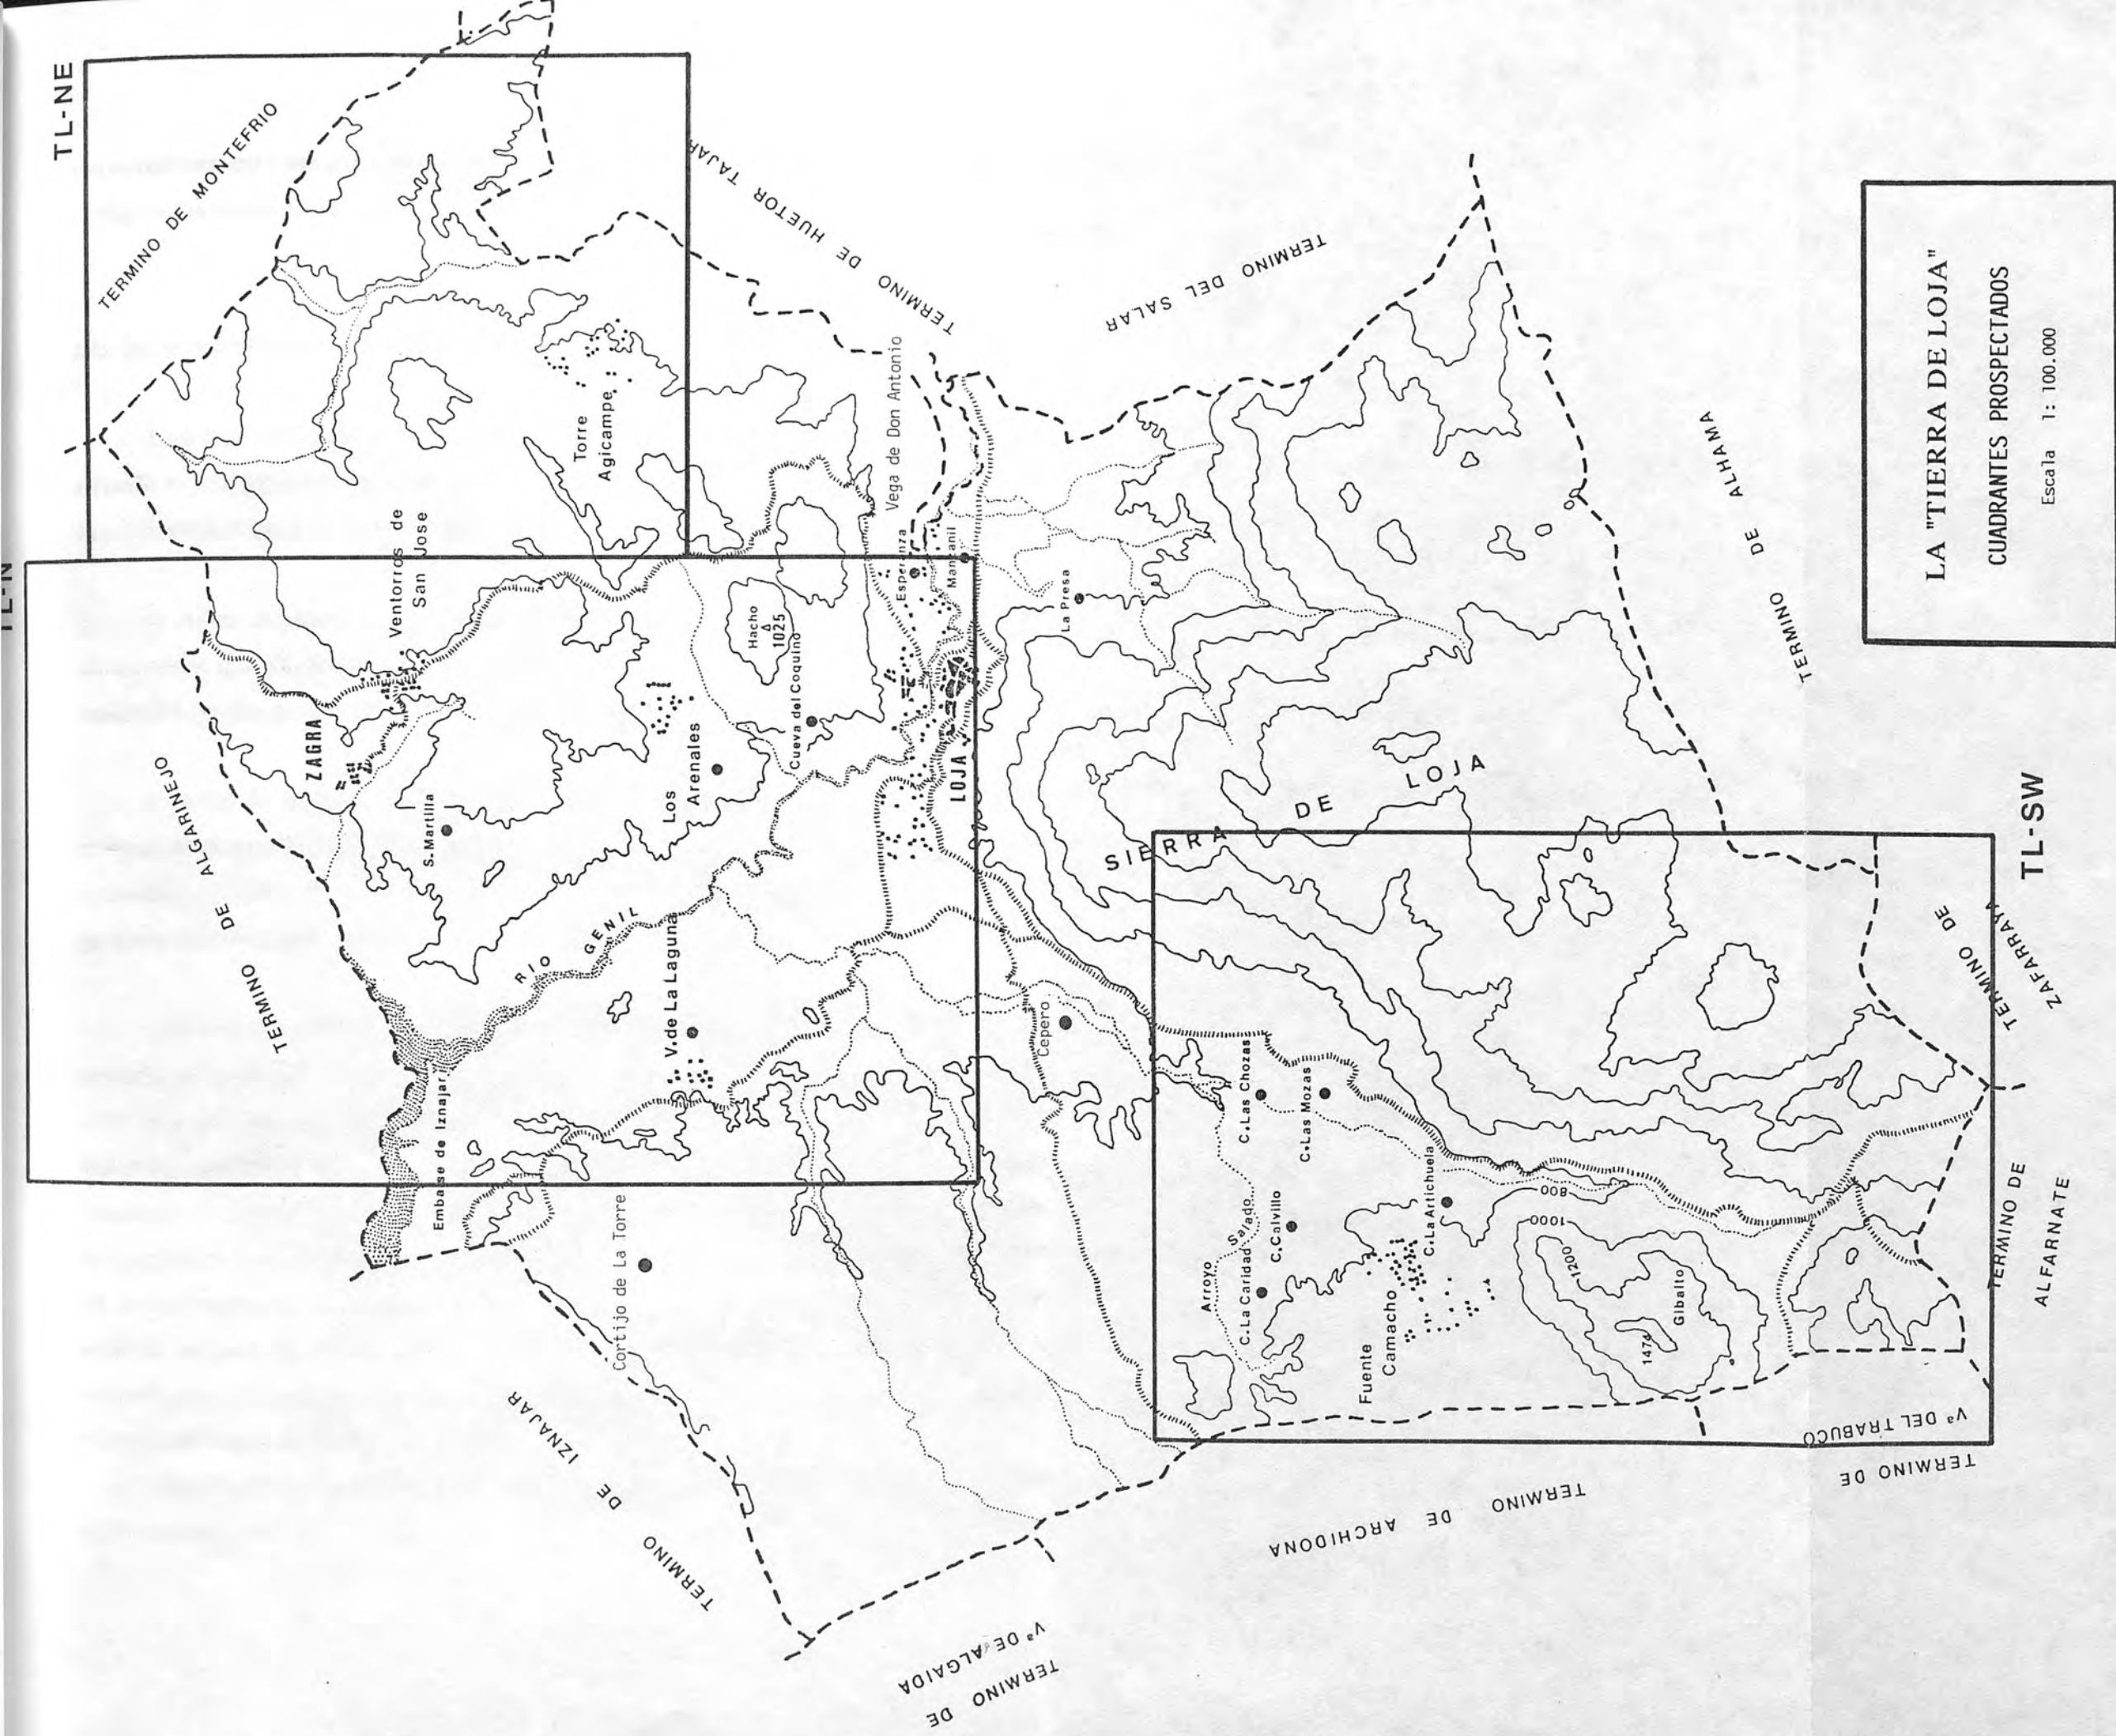 TL-NE
TERMINO DE MONTEFRIO
TERMINO DE HUETOR TAJAR
TERMINO DEL SALAR
TERMINO DE ALHAMA
LA "TIERRA DE LOJA"
CUADRANTES PROSPECTADOS
Escala 1: 100.000
TL-N
Torre
Agicampe
Vega de Don Antonio
Ventorros de
San Jose
Esperanza
Manzanil
La Presa
Hacho
1025
Cueva del Coquino
ZAGRA
S.Martilla
Los
Arenales
LOJA
TERMINO DE ALGARINEJO
RIO GENIL
V.de La Laguna
Embalse de Iznajar
SIERRA DE LOJA
Cepero
TL-SW
TERMINO DE
ZAFARRAYA
C.Las Chozas
C.Las Mozas
C.La Artichuela
C.Calvillo
Arroyo Salado
C.La Caridad
Fuente
Camacho
800
1000
1200
1474
Gibalto
Cortijo de La Torre
TERMINO DE IZNAJAR
TERMINO DE
Vª DE ALGAIDA
TERMINO DE ARCHIDONA
TERMINO DE
Vª DEL TRABUCO
TERMINO DE
ALFARNATE